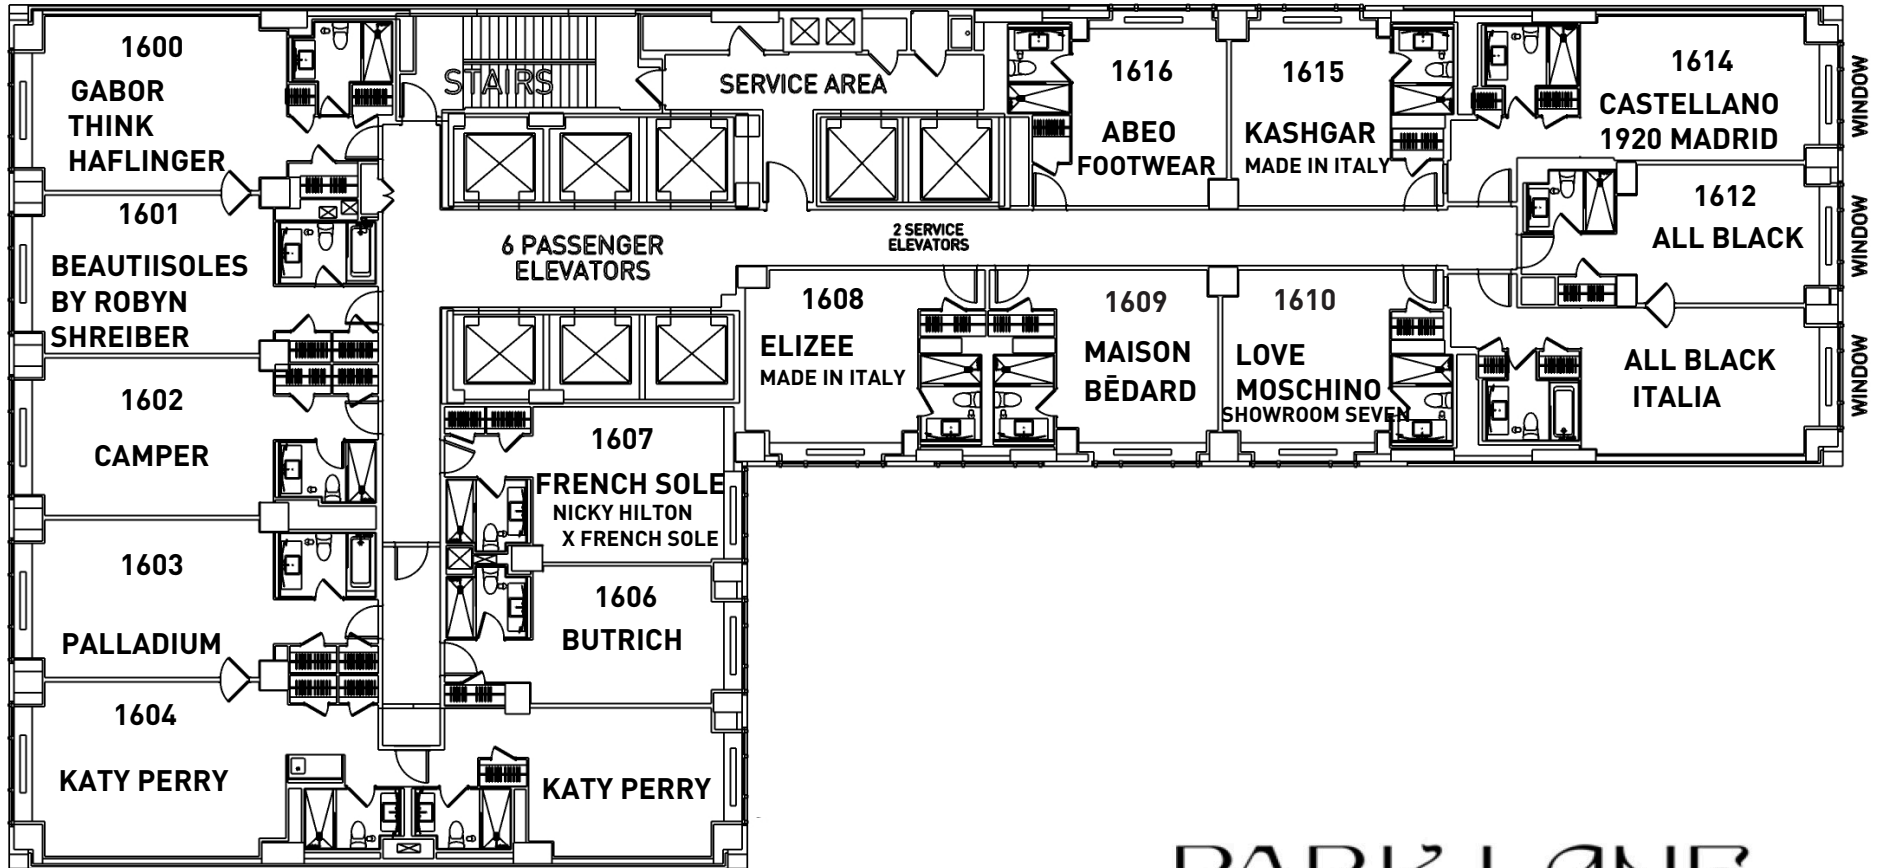 1600
GABOR
THINK
HAFLINGER
STAIRS
SERVICE AREA
1616
ABEO
FOOTWEAR
1615
KASHGAR
MADE IN ITALY
1614
CASTELLANO
1920 MADRID
WINDOW
1601
BEAUTIISOLES
BY ROBYN
SHREIBER
6 PASSENGER
ELEVATORS
2 SERVICE
ELEVATORS
1612
ALL BLACK
WINDOW
1602
CAMPER
1608
ELIZEE
MADE IN ITALY
1609
MAISON
BĒDARD
1610
LOVE
MOSCHINO
SHOWROOM SEVEN
ALL BLACK
ITALIA
WINDOW
1607
FRENCH SOLE
NICKY HILTON
X FRENCH SOLE
1603
PALLADIUM
1606
BUTRICH
1604
KATY PERRY
KATY PERRY
PARK LANE